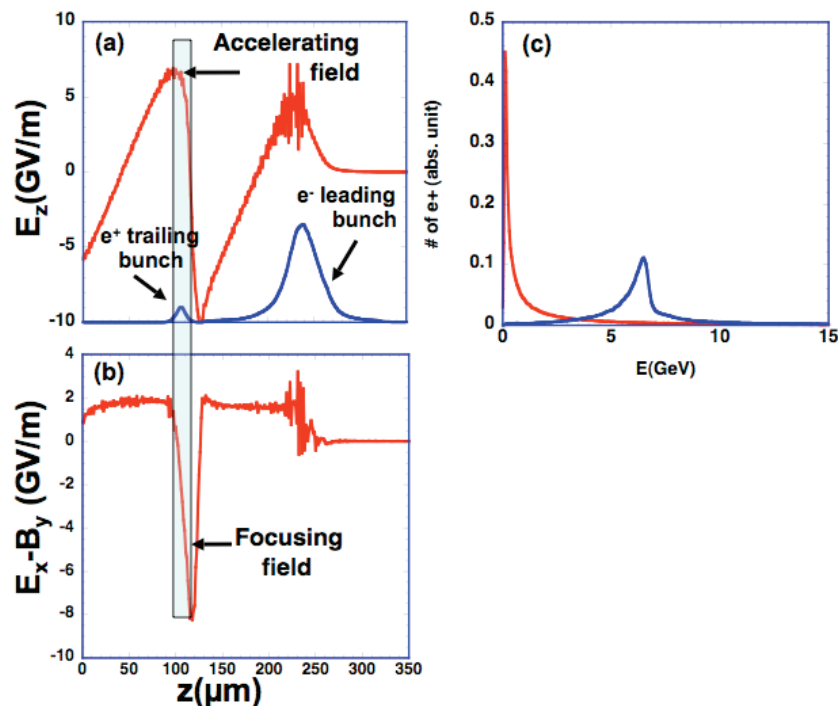 (a)
Accelerating
field
e⁺ trailing
bunch
e⁻ leading
bunch
E_z(GV/m)
10
5
0
-5
-10
(b)
Focusing
field
E_x-B_y (GV/m)
4
2
0
-2
-4
-6
-8
-10
0 50 100 150 200 250 300 350
z(μm)
(c)
# of e+ (abs. unit)
0.5
0.4
0.3
0.2
0.1
0
0 5 10 15
E(GeV)